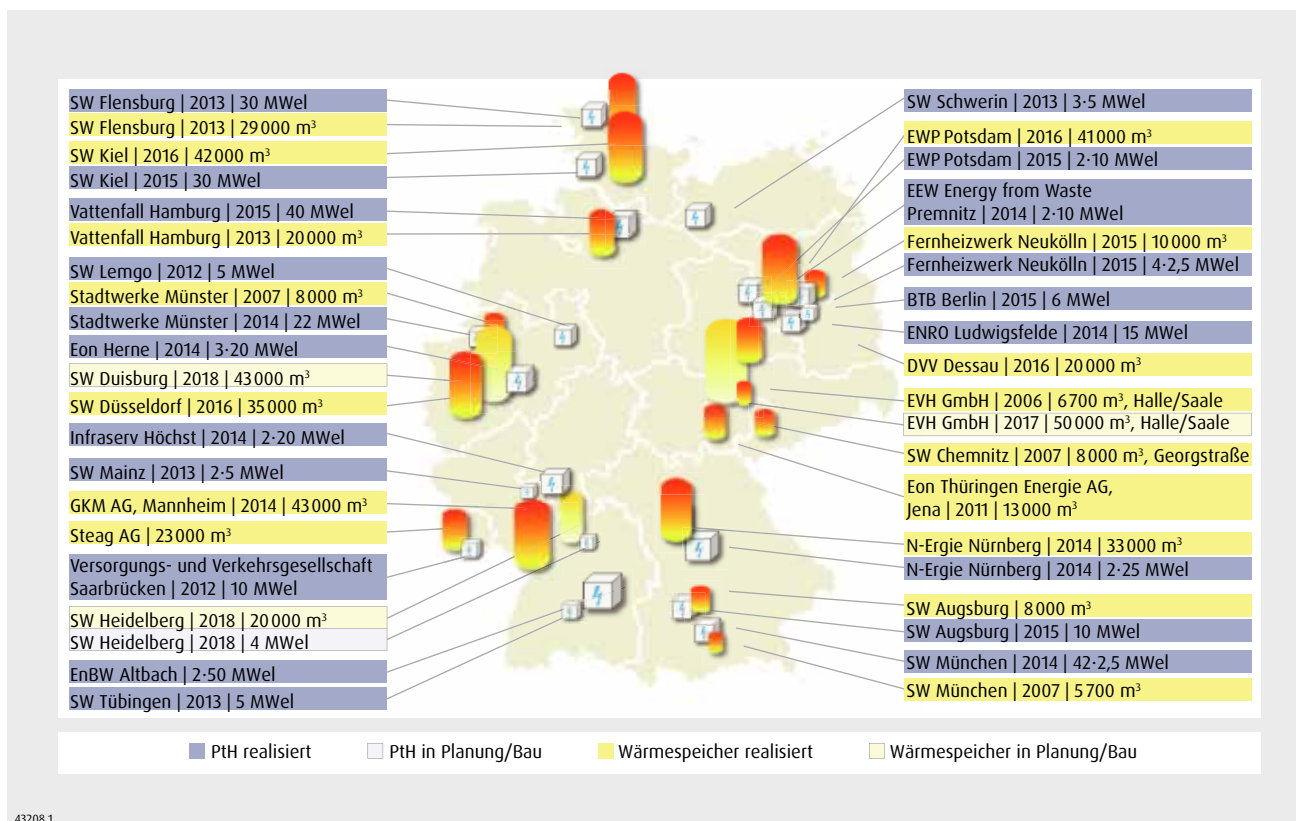 SW Flensburg | 2013 | 30 MWel
SW Flensburg | 2013 | 29 000 m³
SW Kiel | 2016 | 42 000 m³
SW Kiel | 2015 | 30 MWel
Vattenfall Hamburg | 2015 | 40 MWel
Vattenfall Hamburg | 2013 | 20 000 m³
SW Lemgo | 2012 | 5 MWel
Stadtwerke Münster | 2007 | 8 000 m³
Stadtwerke Münster | 2014 | 22 MWel
Eon Herne | 2014 | 3·20 MWel
SW Duisburg | 2018 | 43 000 m³
SW Düsseldorf | 2016 | 35 000 m³
Infraserv Höchst | 2014 | 2·20 MWel
SW Mainz | 2013 | 2·5 MWel
GKM AG, Mannheim | 2014 | 43 000 m³
Steag AG | 23 000 m³
Versorgungs- und Verkehrsgesellschaft
Saarbrücken | 2012 | 10 MWel
SW Heidelberg | 2018 | 20 000 m³
SW Heidelberg | 2018 | 4 MWel
EnBW Altbach | 2·50 MWel
SW Tübingen | 2013 | 5 MWel
SW Schwerin | 2013 | 3·5 MWel
EWP Potsdam | 2016 | 41 000 m³
EWP Potsdam | 2015 | 2·10 MWel
EEW Energy from Waste
Premnitz | 2014 | 2·10 MWel
Fernheizwerk Neukölln | 2015 | 10 000 m³
Fernheizwerk Neukölln | 2015 | 4·2,5 MWel
BTB Berlin | 2015 | 6 MWel
ENRO Ludwigsfelde | 2014 | 15 MWel
DVV Dessau | 2016 | 20 000 m³
EVH GmbH | 2006 | 6700 m³, Halle/Saale
EVH GmbH | 2017 | 50 000 m³, Halle/Saale
SW Chemnitz | 2007 | 8 000 m³, Georgstraße
Eon Thüringen Energie AG,
Jena | 2011 | 13 000 m³
N-Ergie Nürnberg | 2014 | 33 000 m³
N-Ergie Nürnberg | 2014 | 2·25 MWel
SW Augsburg | 8 000 m³
SW Augsburg | 2015 | 10 MWel
SW München | 2014 | 42·2,5 MWel
SW München | 2007 | 5 700 m³
PtH realisiert
PtH in Planung/Bau
Wärmespeicher realisiert
Wärmespeicher in Planung/Bau
43208.1